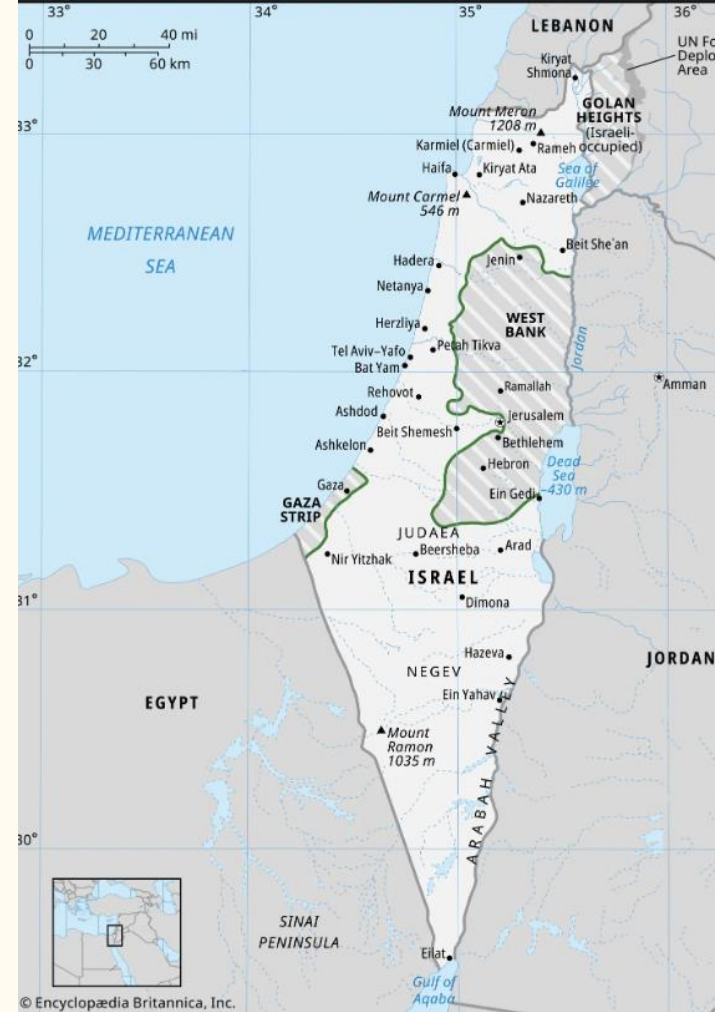 33°
34°
35°
36°
0 20 40 mi
0 30 60 km
LEBANON
Kiryat
Shmona
UN Fo
Deplo
Area
GOLAN
HEIGHTS
(Israeli-
occupied)
Mount Meron
1208 m
33°
Karmiel (Carmiel)
Rameh
Haifa
Kiryat Ata
Sea of
Galilee
Mount Carmel
546 m
Nazareth
MEDITERRANEAN
SEA
Beit She'an
Hadera
Jenin
Netanya
WEST
BANK
Herzliya
Petah Tikva
Jordan
Tel Aviv–Yafo
Bat Yam
32°
Ramallah
Amman
Rehovot
Ashdod
Jerusalem
Beit Shemesh
Bethlehem
Ashkelon
Hebron
Dead
Sea
-430 m
Gaza
Ein Gedi
GAZA
STRIP
JUDAEA
Nir Yitzhak
Beersheba
Arad
ISRAEL
31°
Dimona
Hazeva
JORDAN
NEGEV
EGYPT
Ein Yahav
Mount
Ramon
1035 m
ARABAH VALLEY
30°
SINAI
PENINSULA
Eilat
Gulf of
Aqaba
© Encyclopædia Britannica, Inc.